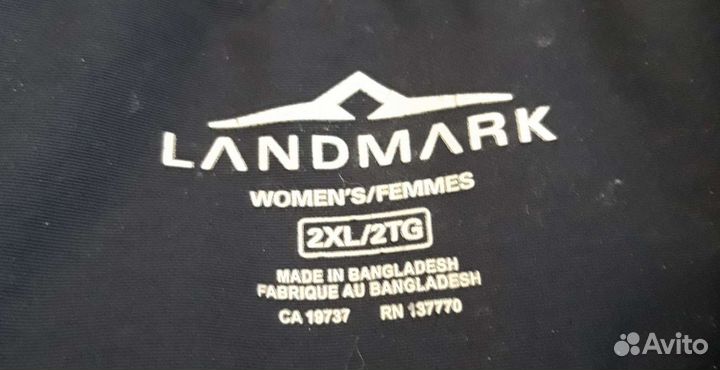 LANDMARK
WOMEN'S/FEMMES
2XL/2TG
MADE IN BANGLADESH
FABRIQUE AU BANGLADESH
CA 19737 RN 137770
Avito